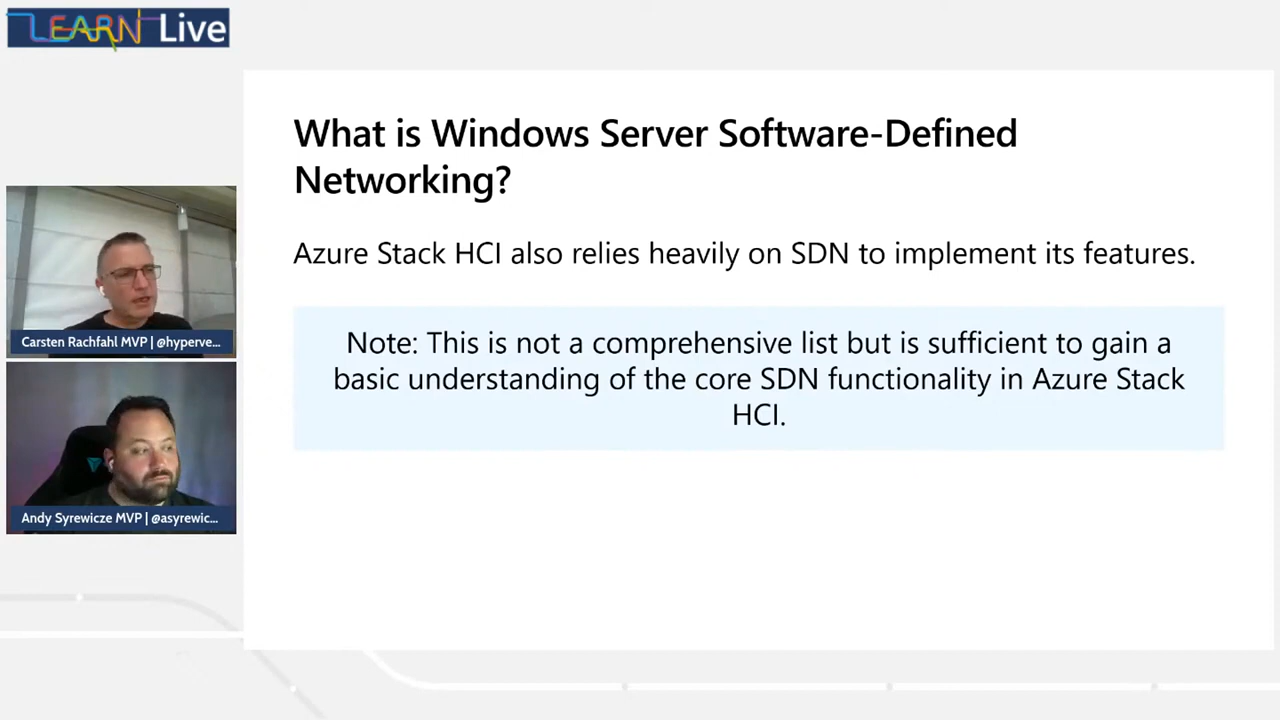 LEARN Live
What is Windows Server Software-Defined
Networking?
Azure Stack HCI also relies heavily on SDN to implement its features.
Note: This is not a comprehensive list but is sufficient to gain a
basic understanding of the core SDN functionality in Azure Stack
HCI.
Carsten Rachfahl MVP | @hyperve...
Andy Syrewicze MVP | @asyrewic...